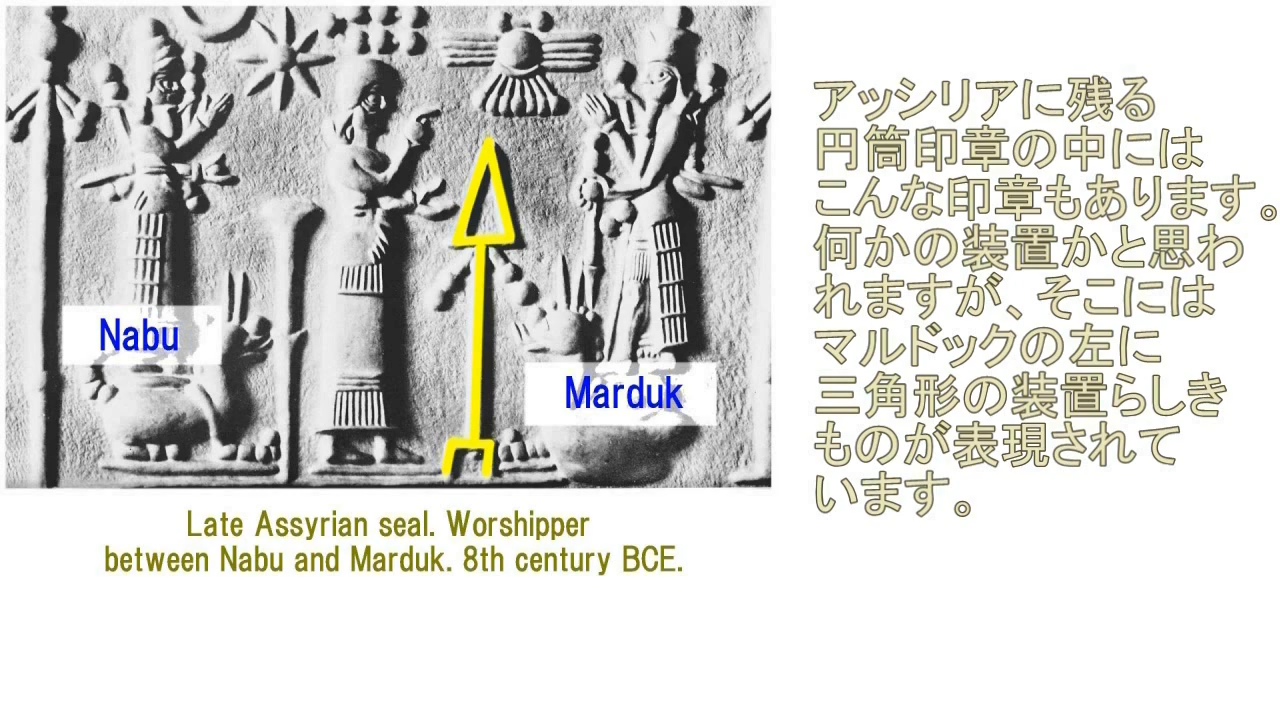 Nabu
Marduk
Late Assyrian seal. Worshipper
between Nabu and Marduk. 8th century BCE.
アッシリアに残る
円筒印章の中には
こんな印章もあります。
何かの装置かと思わ
れますが、そこには
マルドックの左に
三角形の装置らしき
ものが表現されて
います。